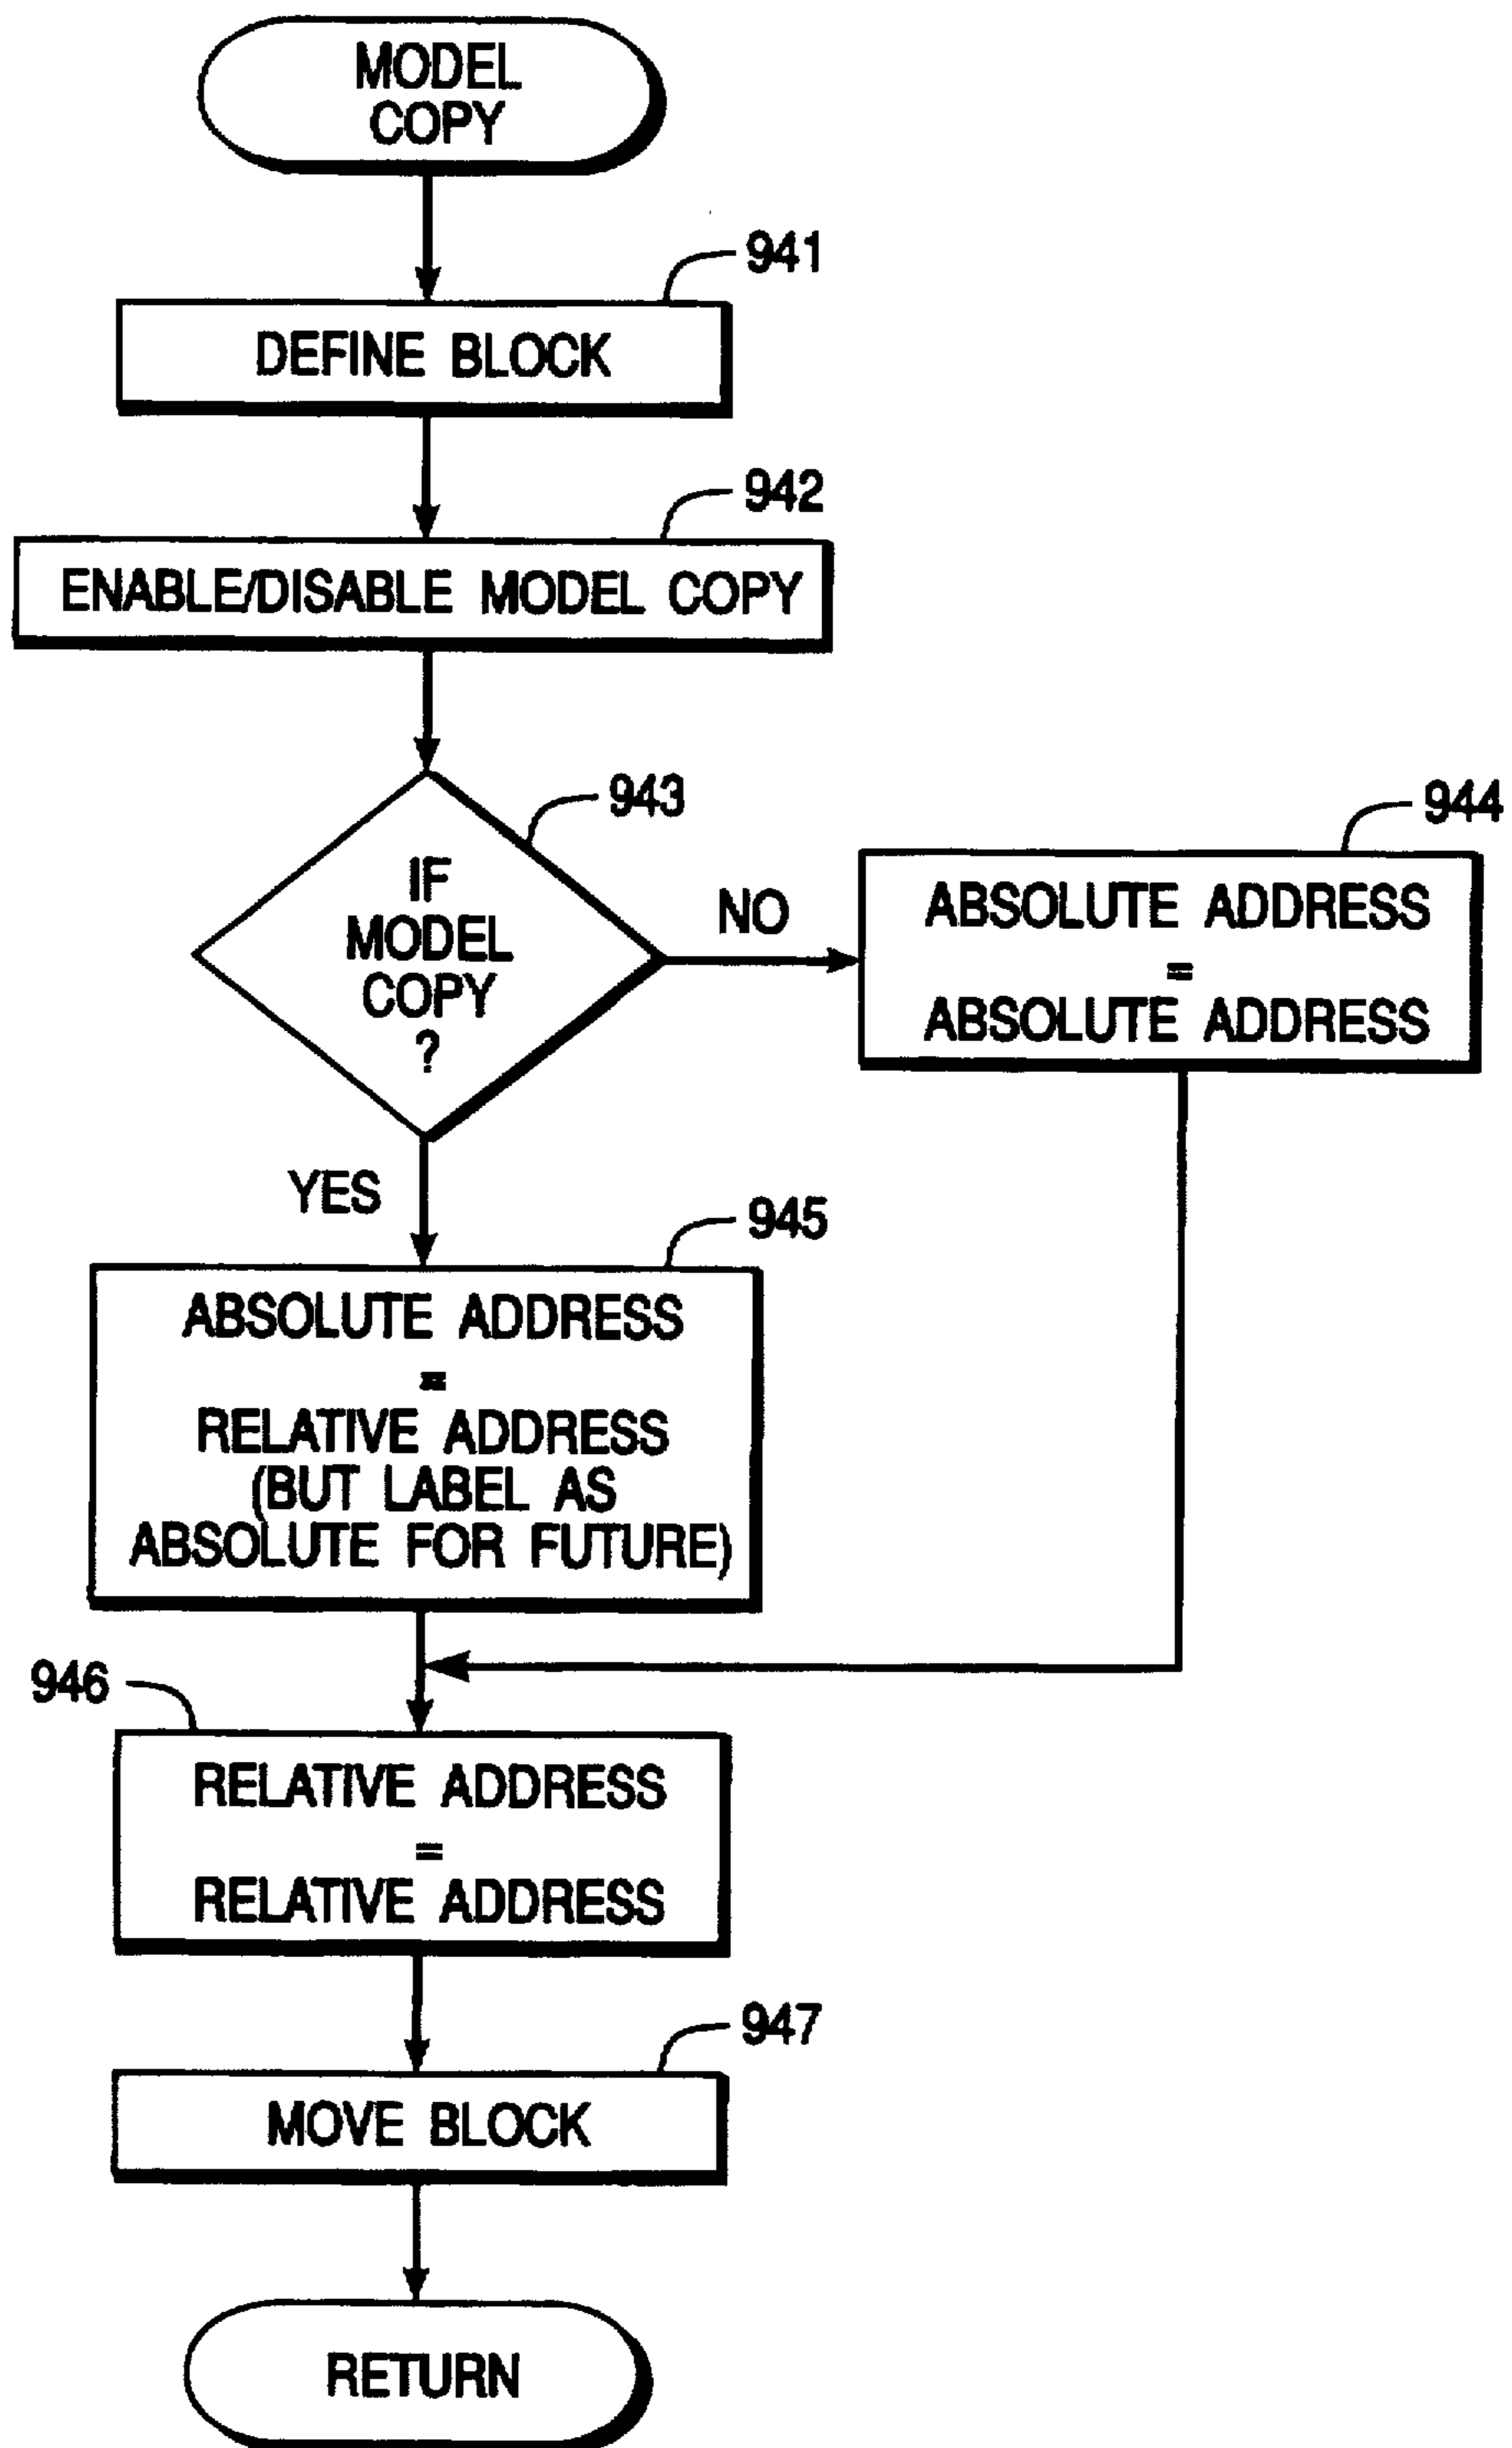 MODEL
COPY
941
DEFINE BLOCK
942
ENABLE/DISABLE MODEL COPY
943
IF
MODEL
COPY
?
NO
944
ABSOLUTE ADDRESS
=
ABSOLUTE ADDRESS
YES
945
ABSOLUTE ADDRESS
=
RELATIVE ADDRESS
(BUT LABEL AS
ABSOLUTE FOR FUTURE)
946
RELATIVE ADDRESS
=
RELATIVE ADDRESS
947
MOVE BLOCK
RETURN